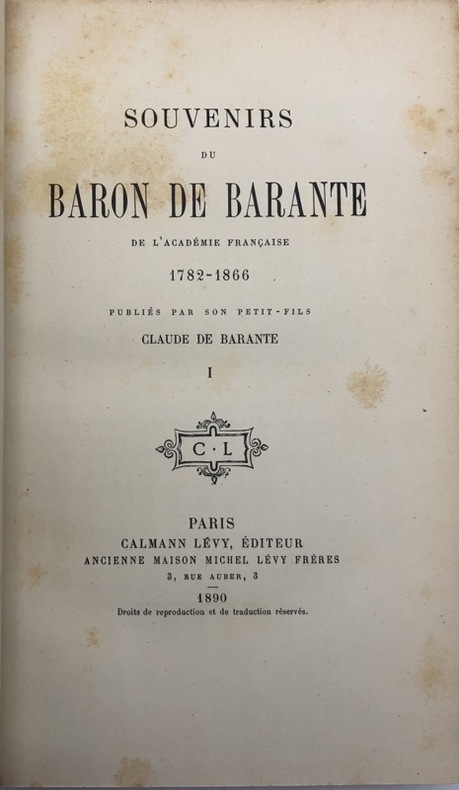 SOUVENIRS
DU
BARON DE BARANTE
DE L'ACADÉMIE FRANÇAISE
1782-1866
PUBLIÉS PAR SON PETIT-FILS
CLAUDE DE BARANTE
I
C · L
PARIS
CALMANN LÉVY, ÉDITEUR
ANCIENNE MAISON MICHEL LÉVY FRÈRES
3, RUE AUBER, 3
1890
Droits de reproduction et de traduction réservés.